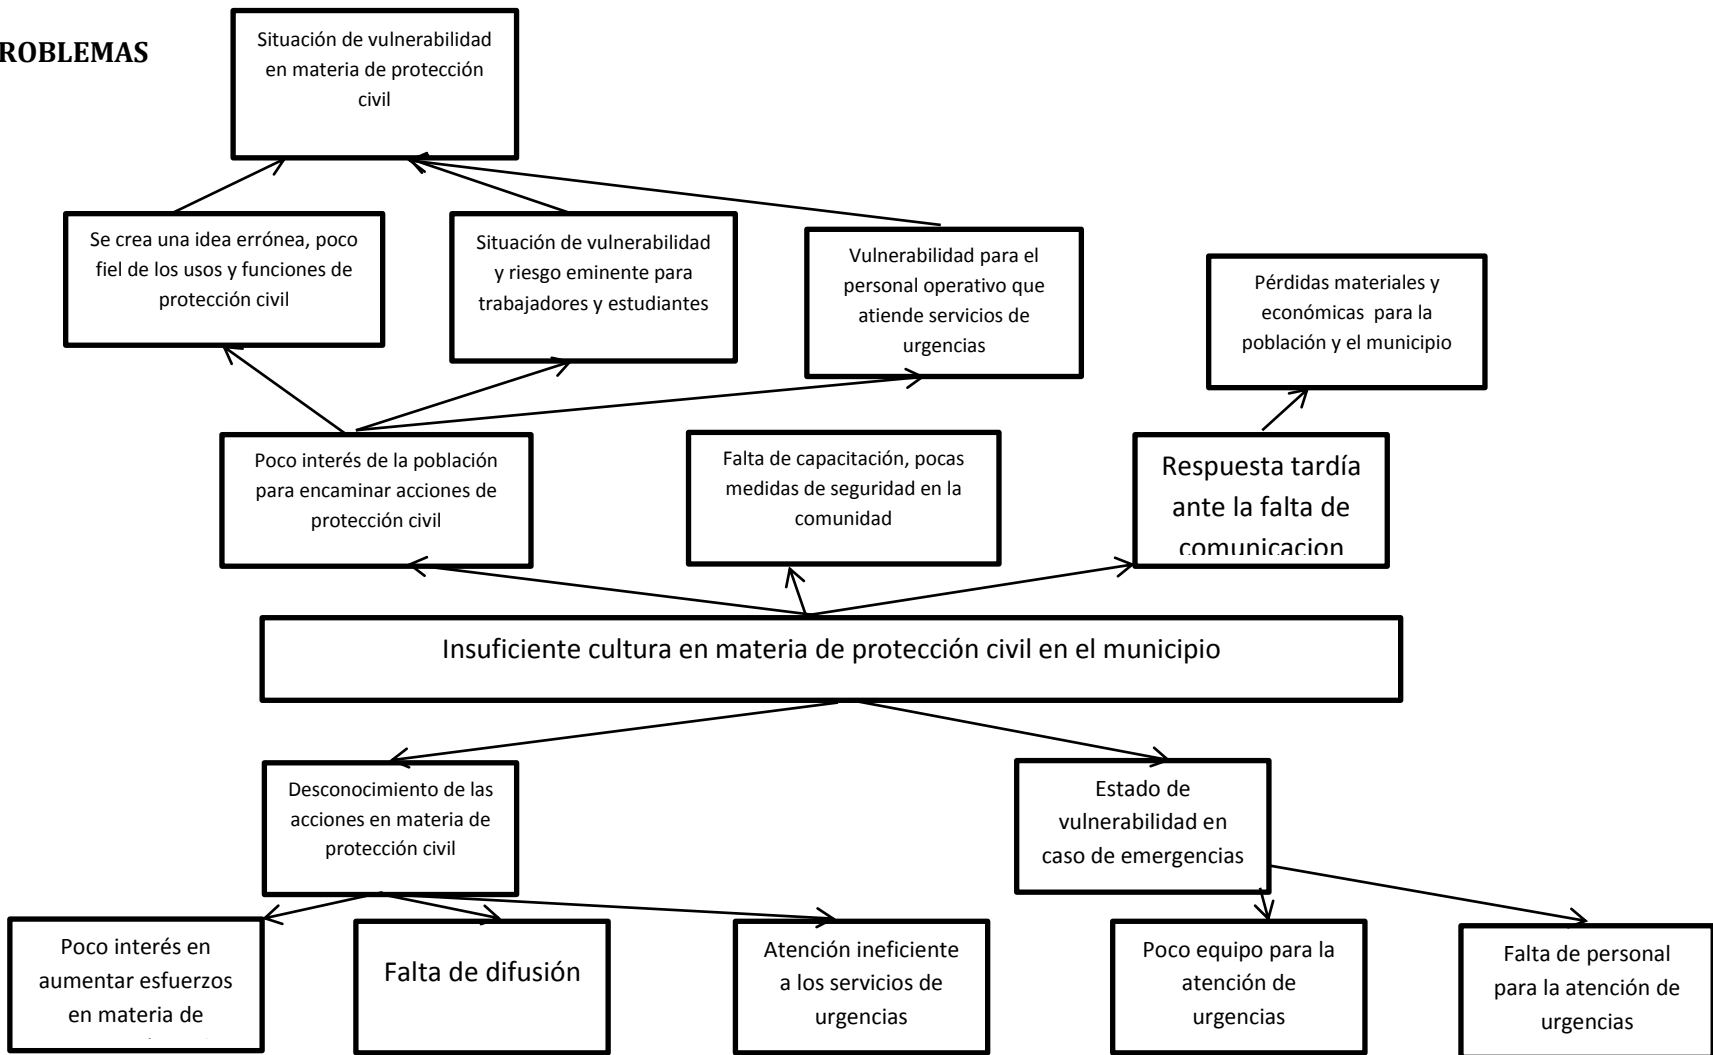 ROBLEMAS
Situación de vulnerabilidad
en materia de protección
civil
Se crea una idea errónea, poco
fiel de los usos y funciones de
protección civil
Situación de vulnerabilidad
y riesgo eminente para
trabajadores y estudiantes
Vulnerabilidad para el
personal operativo que
atiende servicios de
urgencias
Pérdidas materiales y
económicas para la
población y el municipio
Poco interés de la población
para encaminar acciones de
protección civil
Falta de capacitación, pocas
medidas de seguridad en la
comunidad
Respuesta tardía
ante la falta de
comunicacion
Insuficiente cultura en materia de protección civil en el municipio
Desconocimiento de las
acciones en materia de
protección civil
Estado de
vulnerabilidad en
caso de emergencias
Poco interés en
aumentar esfuerzos
en materia de
Falta de difusión
Atención ineficiente
a los servicios de
urgencias
Poco equipo para la
atención de
urgencias
Falta de personal
para la atención de
urgencias